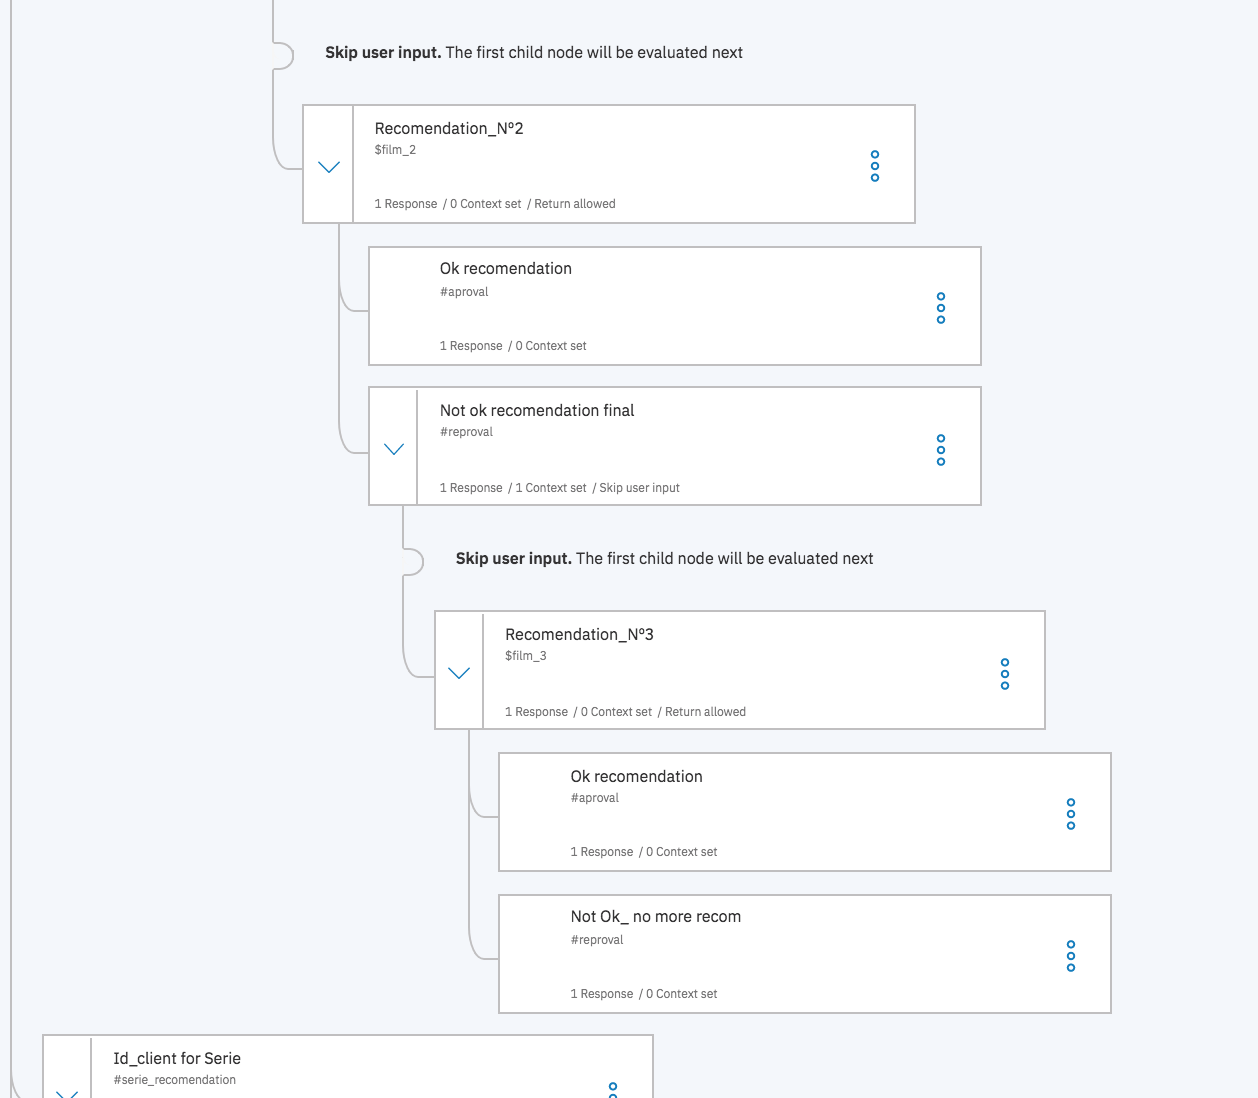 Skip user input. The first child node will be evaluated next
Recomendation_Nº2
$film_2
1 Response / 0 Context set / Return allowed
Ok recomendation
#aproval
1 Response / 0 Context set
Not ok recomendation final
#reproval
1 Response / 1 Context set / Skip user input
Skip user input. The first child node will be evaluated next
Recomendation_Nº3
$film_3
1 Response / 0 Context set / Return allowed
Ok recomendation
#aproval
1 Response / 0 Context set
Not Ok_ no more recom
#reproval
1 Response / 0 Context set
Id_client for Serie
#serie_recomendation